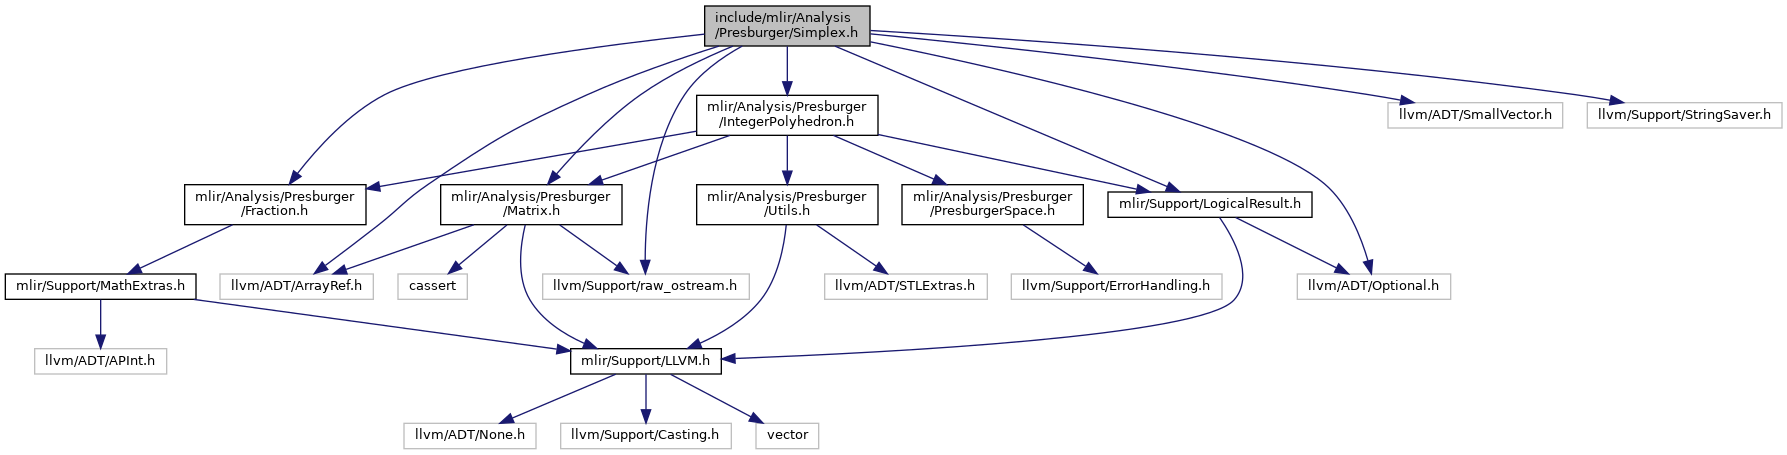 include/mlir/Analysis
/Presburger/Simplex.h
mlir/Analysis/Presburger
/IntegerPolyhedron.h
llvm/ADT/SmallVector.h
llvm/Support/StringSaver.h
mlir/Analysis/Presburger
/Fraction.h
mlir/Analysis/Presburger
/Matrix.h
mlir/Analysis/Presburger
/Utils.h
mlir/Analysis/Presburger
/PresburgerSpace.h
mlir/Support/LogicalResult.h
mlir/Support/MathExtras.h
llvm/ADT/ArrayRef.h
cassert
llvm/Support/raw_ostream.h
llvm/ADT/STLExtras.h
llvm/Support/ErrorHandling.h
llvm/ADT/Optional.h
llvm/ADT/APInt.h
mlir/Support/LLVM.h
llvm/ADT/None.h
llvm/Support/Casting.h
vector